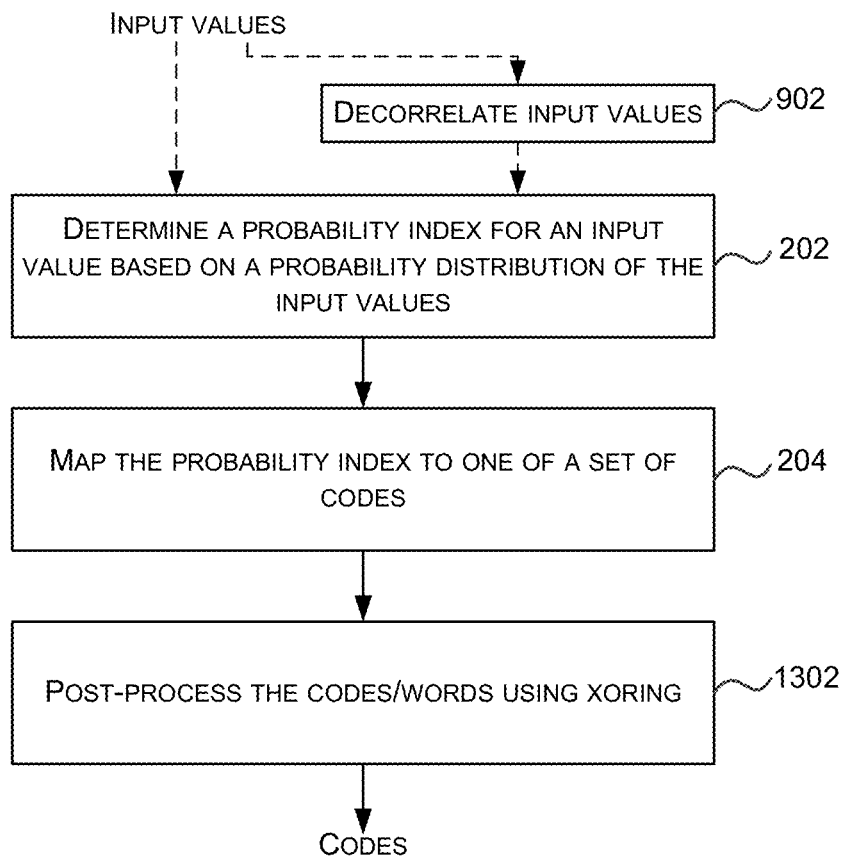 INPUT VALUES
DECORRELATE INPUT VALUES
902
DETERMINE A PROBABILITY INDEX FOR AN INPUT
VALUE BASED ON A PROBABILITY DISTRIBUTION OF THE
INPUT VALUES
202
MAP THE PROBABILITY INDEX TO ONE OF A SET OF
CODES
204
POST-PROCESS THE CODES/WORDS USING XORING
1302
CODES